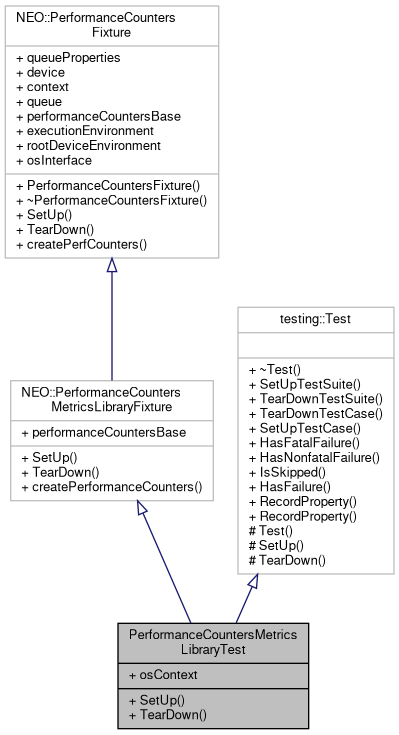 NEO::PerformanceCounters
Fixture
+ queueProperties
+ device
+ context
+ queue
+ performanceCountersBase
+ executionEnvironment
+ rootDeviceEnvironment
+ osInterface
+ PerformanceCountersFixture()
+ ~PerformanceCountersFixture()
+ SetUp()
+ TearDown()
+ createPerfCounters()
testing::Test
+ ~Test()
+ SetUpTestSuite()
+ TearDownTestSuite()
+ TearDownTestCase()
+ SetUpTestCase()
+ HasFatalFailure()
+ HasNonfatalFailure()
+ IsSkipped()
+ HasFailure()
+ RecordProperty()
+ RecordProperty()
# Test()
# SetUp()
# TearDown()
NEO::PerformanceCounters
MetricsLibraryFixture
+ performanceCountersBase
+ SetUp()
+ TearDown()
+ createPerformanceCounters()
PerformanceCountersMetrics
LibraryTest
+ osContext
+ SetUp()
+ TearDown()